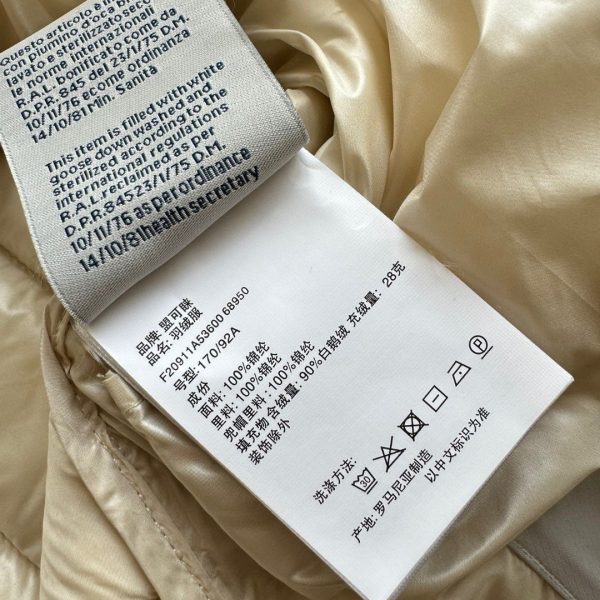 Questo articolo è im
con piumino d'oca b
lavato e sterilizzato seco
le norme internazionali
R.A.L. bonificato come da
D.P.R. 845 del 23/1/75 D.M.
10/11/76 e come ordinanza
14/10/81 Min. Sanità
This item is filled with white
goose down washed and
sterilized according to the
international regulations
R.A.L. reclaimed as per
D.P.R. 845 23/1/75 D.M.
10/11/76 as per ordinance
14/10/81 health secretary
品牌: 盟可睐
品名: 羽绒服
F20911A53600 68950
号型: 170/92A
成份
面料: 100%锦纶
里料: 100%锦纶
兜帽里料: 100%锦纶
填充物含绒量: 90%白鹅绒 充绒量: 28克
装饰除外
洗涤方法: 30
产地: 罗马尼亚制造
以中文标识为准